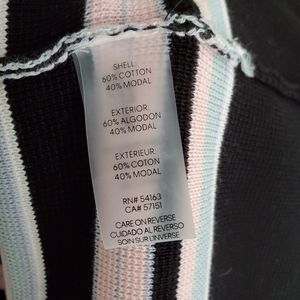 SHELL:
60% COTTON
40% MODAL
EXTERIOR:
60% ALGODON
40% MODAL
EXTÉRIEUR:
60% COTON
40% MODAL
RN# 54163
CA# 57151
CARE ON REVERSE
CUIDADO AL REVERSO
SOIN SUR L'INVERSE